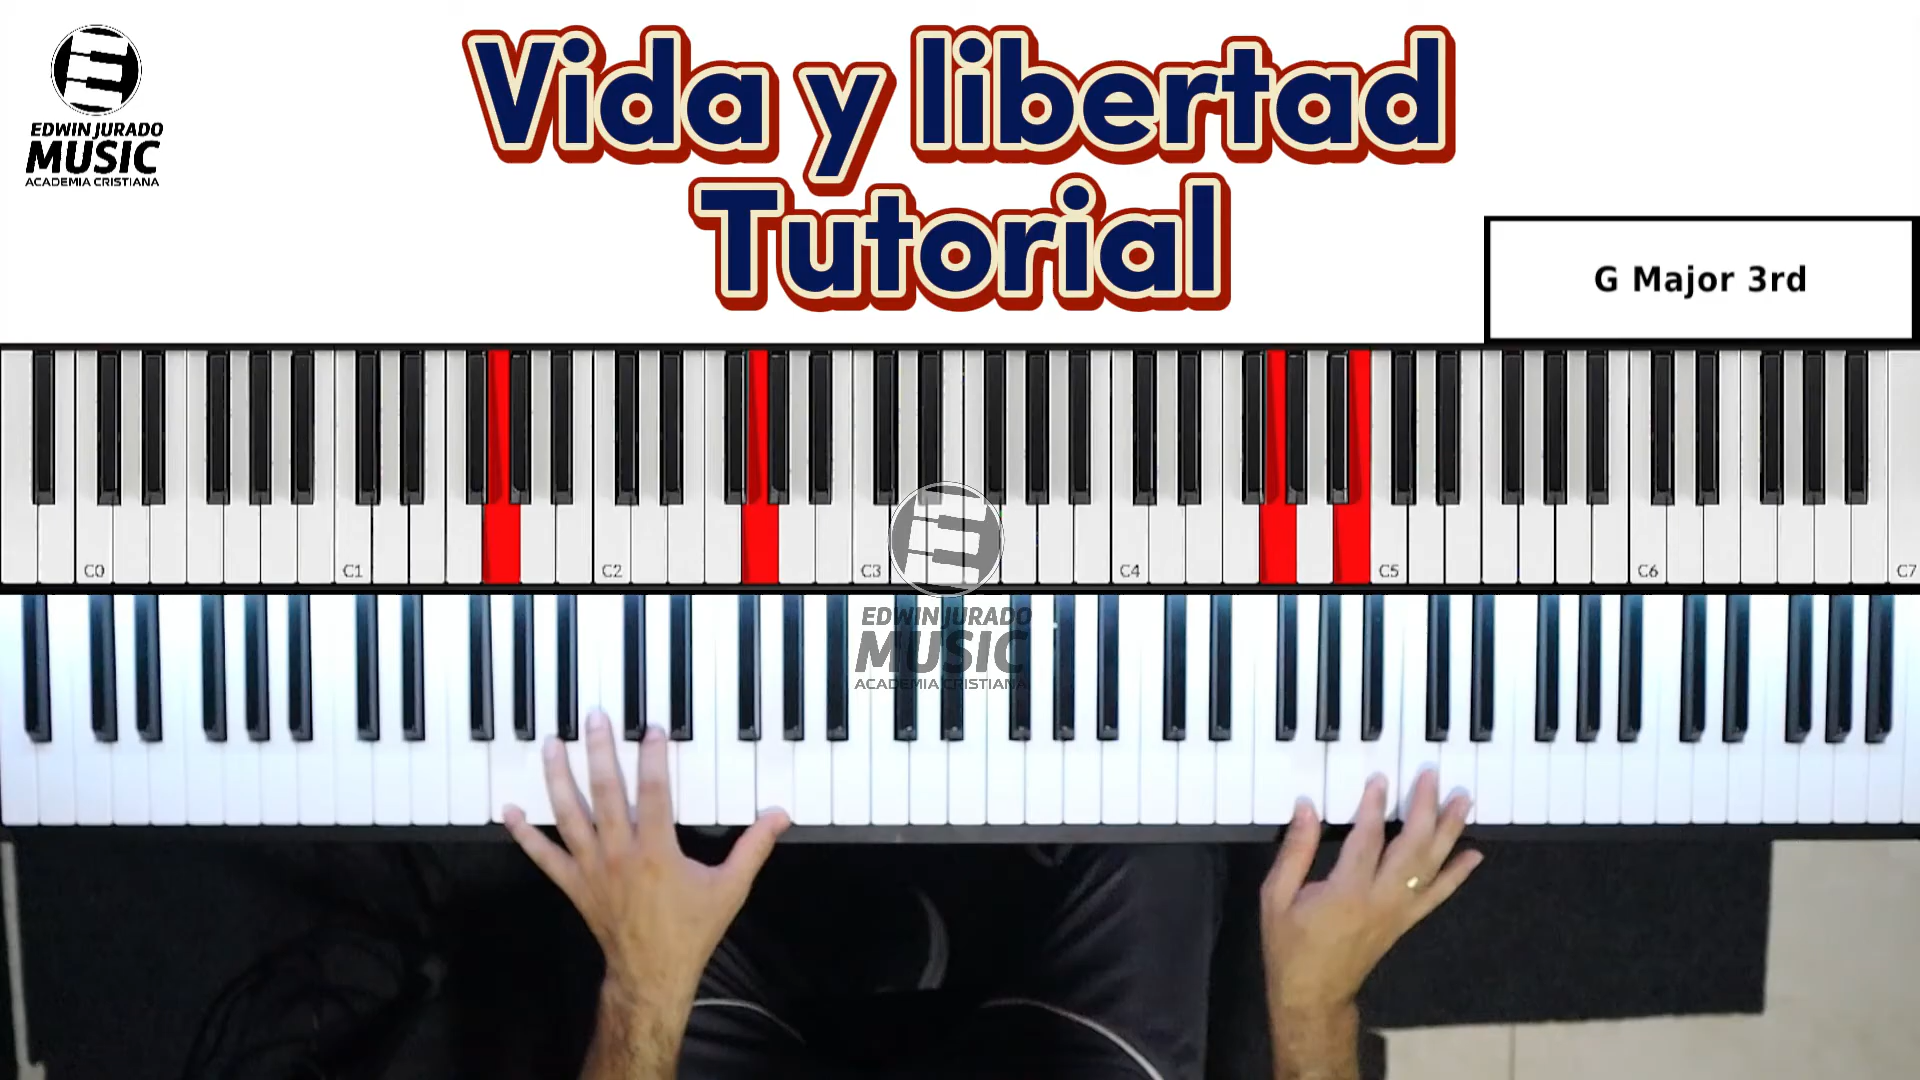 EDWIN JURADO
MUSIC
ACADEMIA CRISTIANA
Vida y libertad
Tutorial
G Major 3rd
C0
C1
C2
C3
C4
C5
C6
C7
EDWIN JURADO
MUSIC
ACADEMIA CRISTIANA